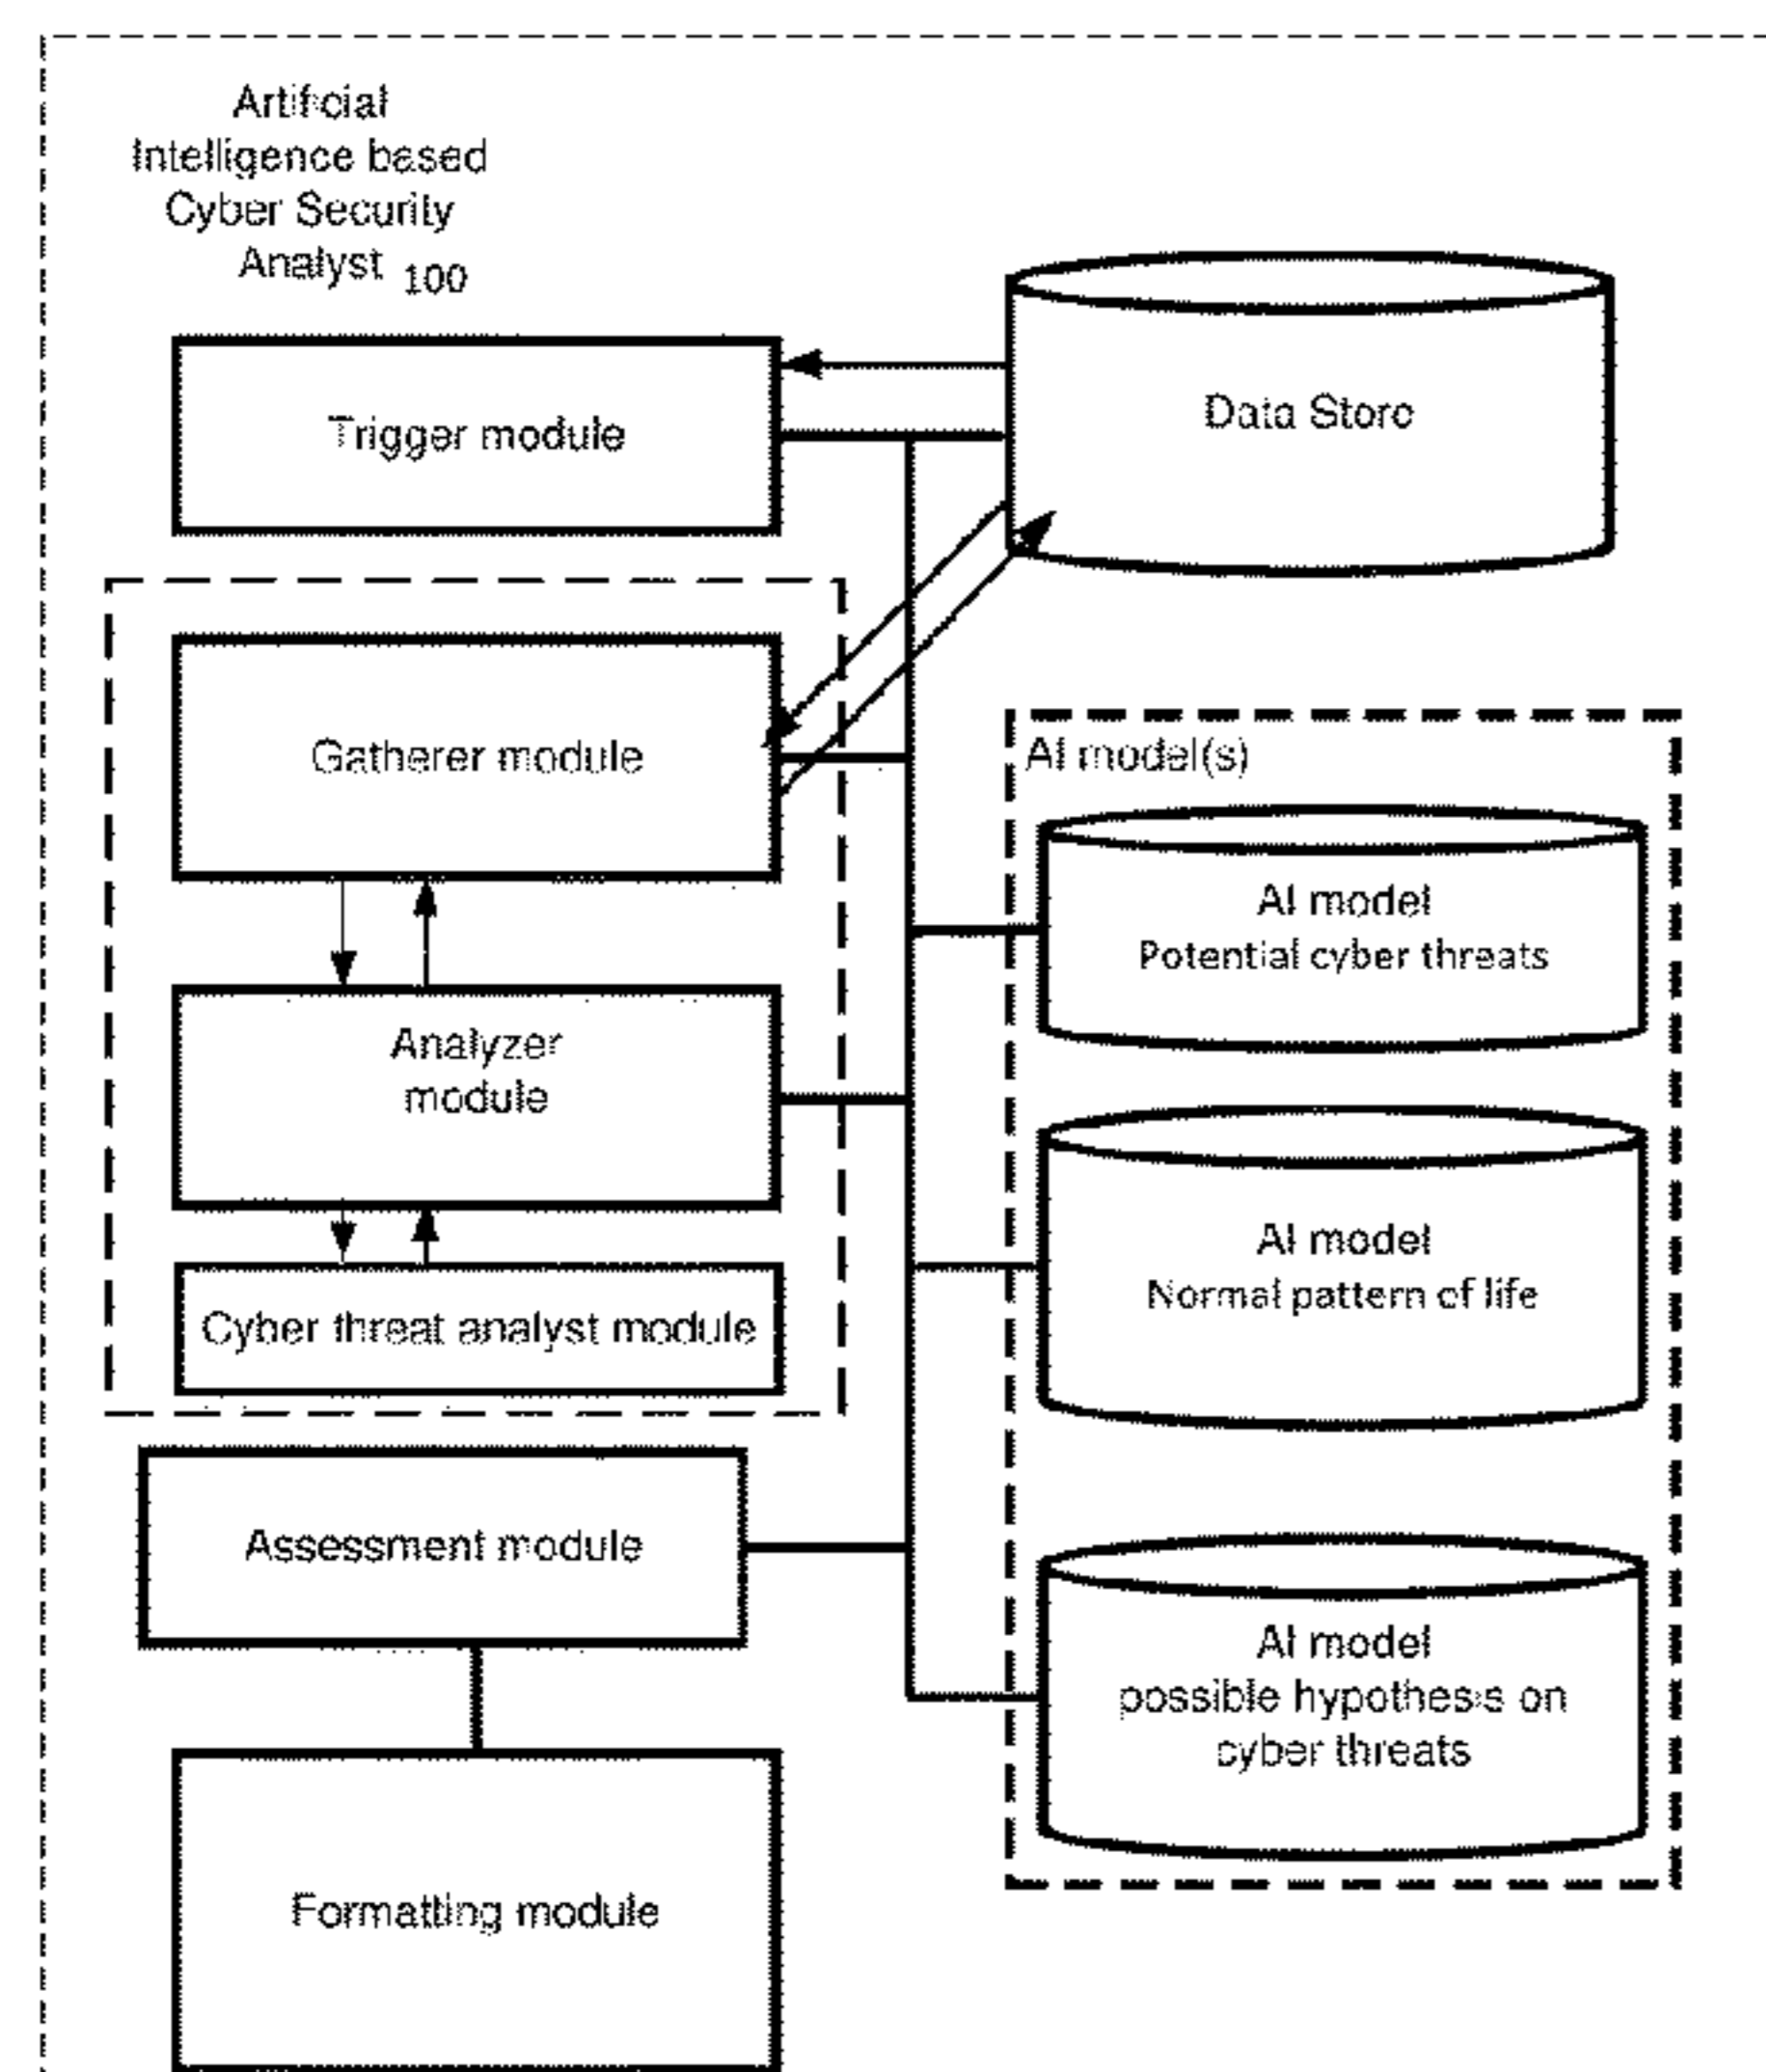 Artificial
Intelligence based
Cyber Security
Analyst 100
Trigger module
Data Store
Gatherer module
AI model(s)
AI model
Potential cyber threats
Analyzer
module
AI model
Normal pattern of life
Cyber threat analyst module
Assessment module
AI model
possible hypothesis on
cyber threats
Formatting module